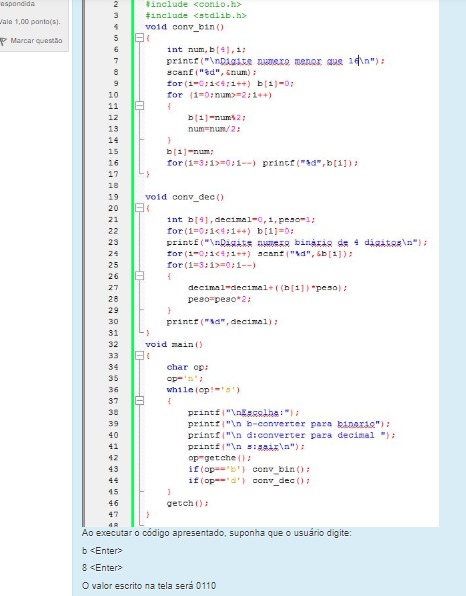 espondida
Vale 1,00 ponto(s).
Marcar questão
2 #include <conio.h>
3 #include <stdlib.h>
4 void conv_bin()
5 {
6 int num,b[4],i;
7 printf("\nDigite numero menor que 16\n");
8 scanf("%d",&num);
9 for(i=0;i<4;i++) b[i]=0;
10 for (i=0;num>=2;i++)
11 {
12 b[i]=num%2;
13 num=num/2;
14 }
15 b[i]=num;
16 for(i=3;i>=0;i--) printf("%d",b[i]);
17 }
18
19 void conv_dec()
20 {
21 int b[4],decimal=0,i,peso=1;
22 for(i=0;i<4;i++) b[i]=0;
23 printf("\nDigite numero binário de 4 dígitos\n");
24 for(i=0;i<4;i++) scanf("%d",&b[i]);
25 for(i=3;i>=0;i--)
26 {
27 decimal=decimal+((b[i])*peso);
28 peso=peso*2;
29 }
30 printf("%d",decimal);
31 }
32 void main()
33 {
34 char op;
35 op='n';
36 while(op!='s')
37 {
38 printf("\nEscolha:");
39 printf("\n b-converter para binario");
40 printf("\n d:converter para decimal ");
41 printf("\n s:sair\n");
42 op=getche();
43 if(op=='b') conv_bin();
44 if(op=='d') conv_dec();
45 }
46 getch();
47 }
48
Ao executar o código apresentado, suponha que o usuário digite:
b <Enter>
8 <Enter>
O valor escrito na tela será 0110